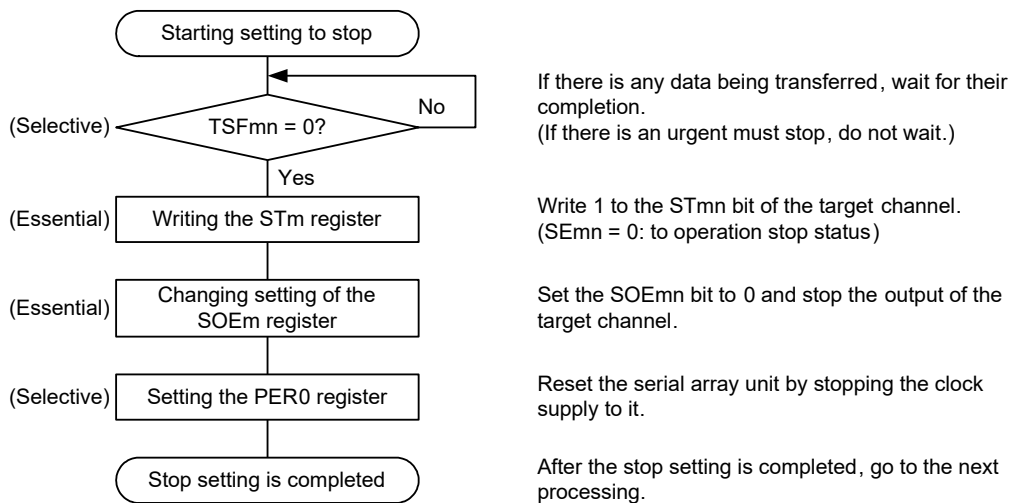 Starting setting to stop
If there is any data being transferred, wait for their
completion.
(If there is an urgent must stop, do not wait.)
No
(Selective)
TSFmn = 0?
Yes
(Essential)
Writing the STm register
Write 1 to the STmn bit of the target channel.
(SEmn = 0: to operation stop status)
(Essential)
Changing setting of the
SOEm register
Set the SOEmn bit to 0 and stop the output of the
target channel.
(Selective)
Setting the PER0 register
Reset the serial array unit by stopping the clock
supply to it.
Stop setting is completed
After the stop setting is completed, go to the next
processing.